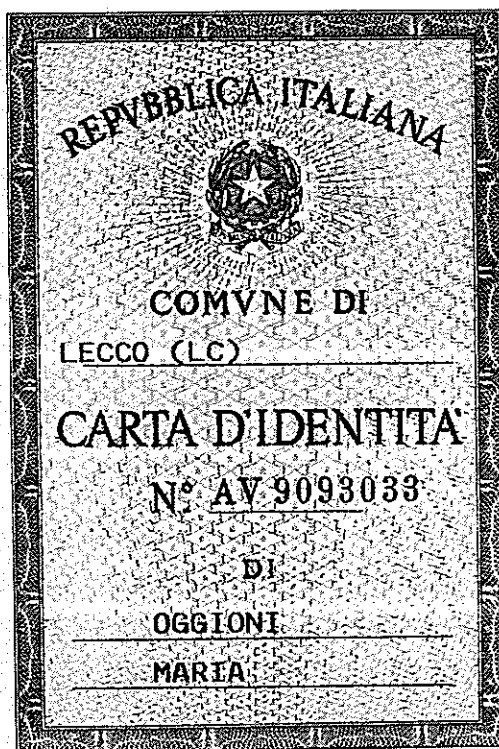 REPVBBLICA ITALIANA
COMVNE DI
LECCO (LC)
CARTA D'IDENTITA'
N° AV 9093033
DI
OGGIONI
MARIA